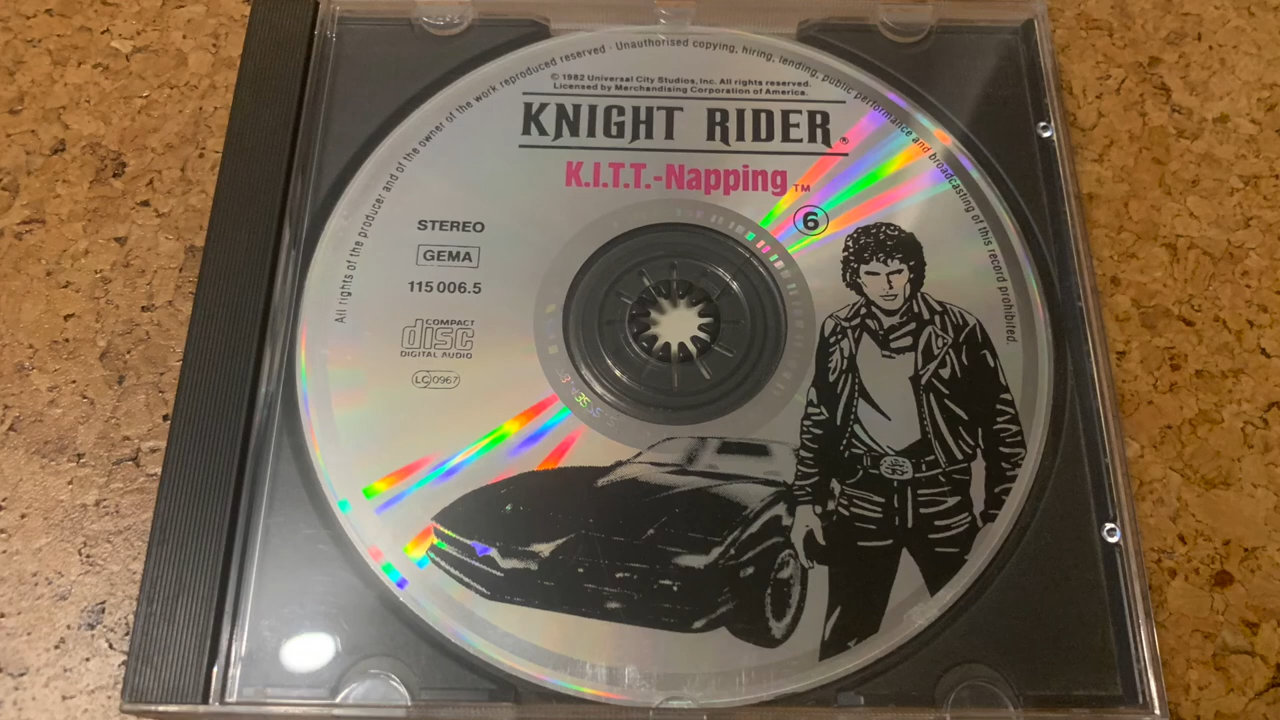 All rights of the producer and of the owner of the work reproduced reserved · Unauthorised copying, hiring, lending, public performance and broadcasting of this record prohibited.
© 1982 Universal City Studios, Inc. All rights reserved.
Licensed by Merchandising Corporation of America.
KNIGHT RIDER®
K.I.T.T.-Napping™
6
STEREO
GEMA
115 006.5
COMPACT
disc
DIGITAL AUDIO
LC 0967